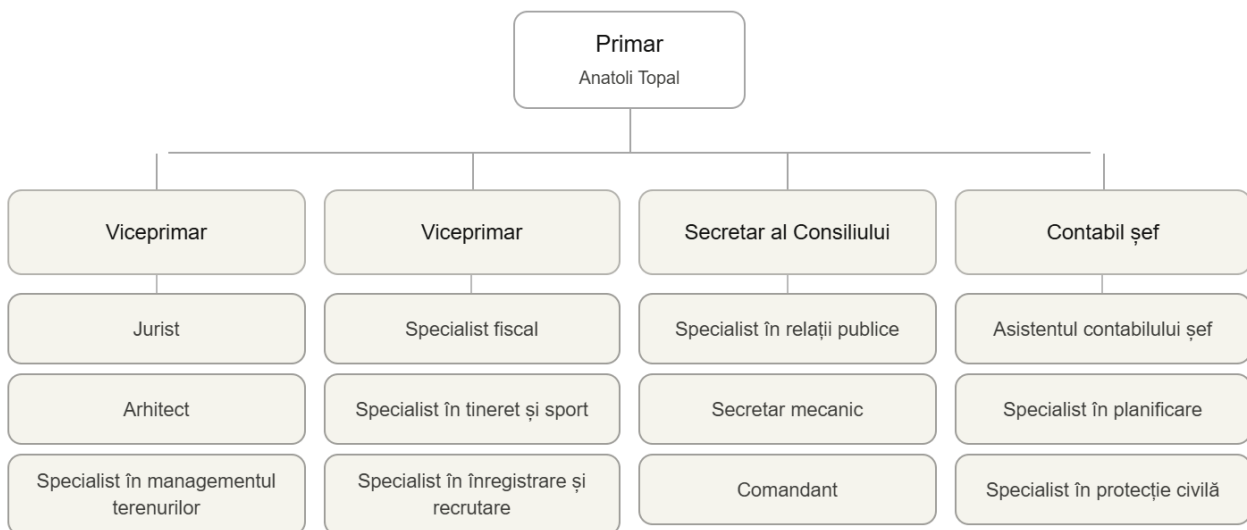 Primar
Anatoli Topal
Viceprimar
Viceprimar
Secretar al Consiliului
Contabil șef
Jurist
Specialist fiscal
Specialist în relații publice
Asistentul contabilului șef
Arhitect
Specialist în tineret și sport
Secretar mecanic
Specialist în planificare
Specialist în managementul
terenurilor
Specialist în înregistrare și
recrutare
Comandant
Specialist în protecție civilă